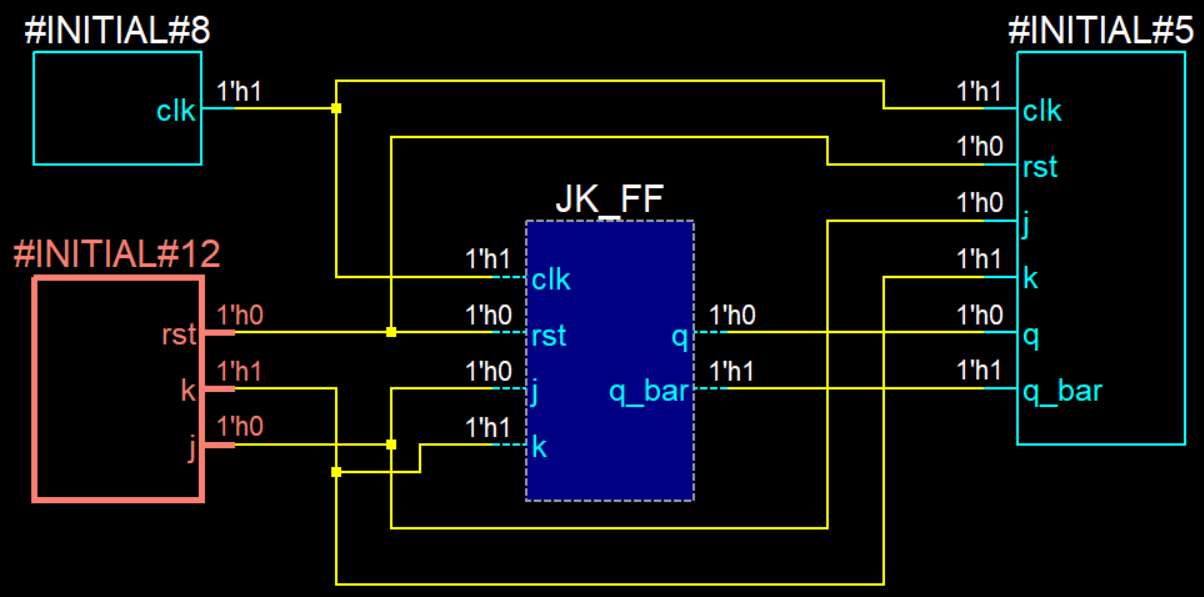 #INITIAL#8
1'h1
clk
#INITIAL#12
1'h0
rst
1'h1
k
1'h0
j
JK_FF
1'h1
clk
1'h0
rst
1'h0
j
1'h1
k
1'h0
q
1'h1
q_bar
#INITIAL#5
1'h1
clk
1'h0
rst
1'h0
j
1'h1
k
1'h0
q
1'h1
q_bar